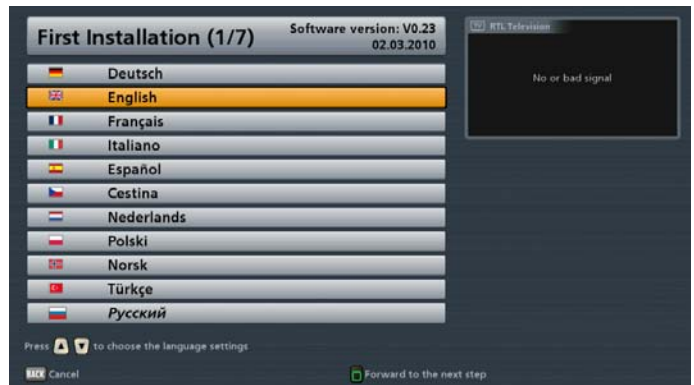 First Installation (1/7)
Software version: V0.23
02.03.2010
TV RTL Television
No or bad signal
Deutsch
English
Français
Italiano
Español
Cestina
Nederlands
Polski
Norsk
Türkçe
Русский
Press ▲ ▼ to choose the language settings
BACK Cancel
Forward to the next step